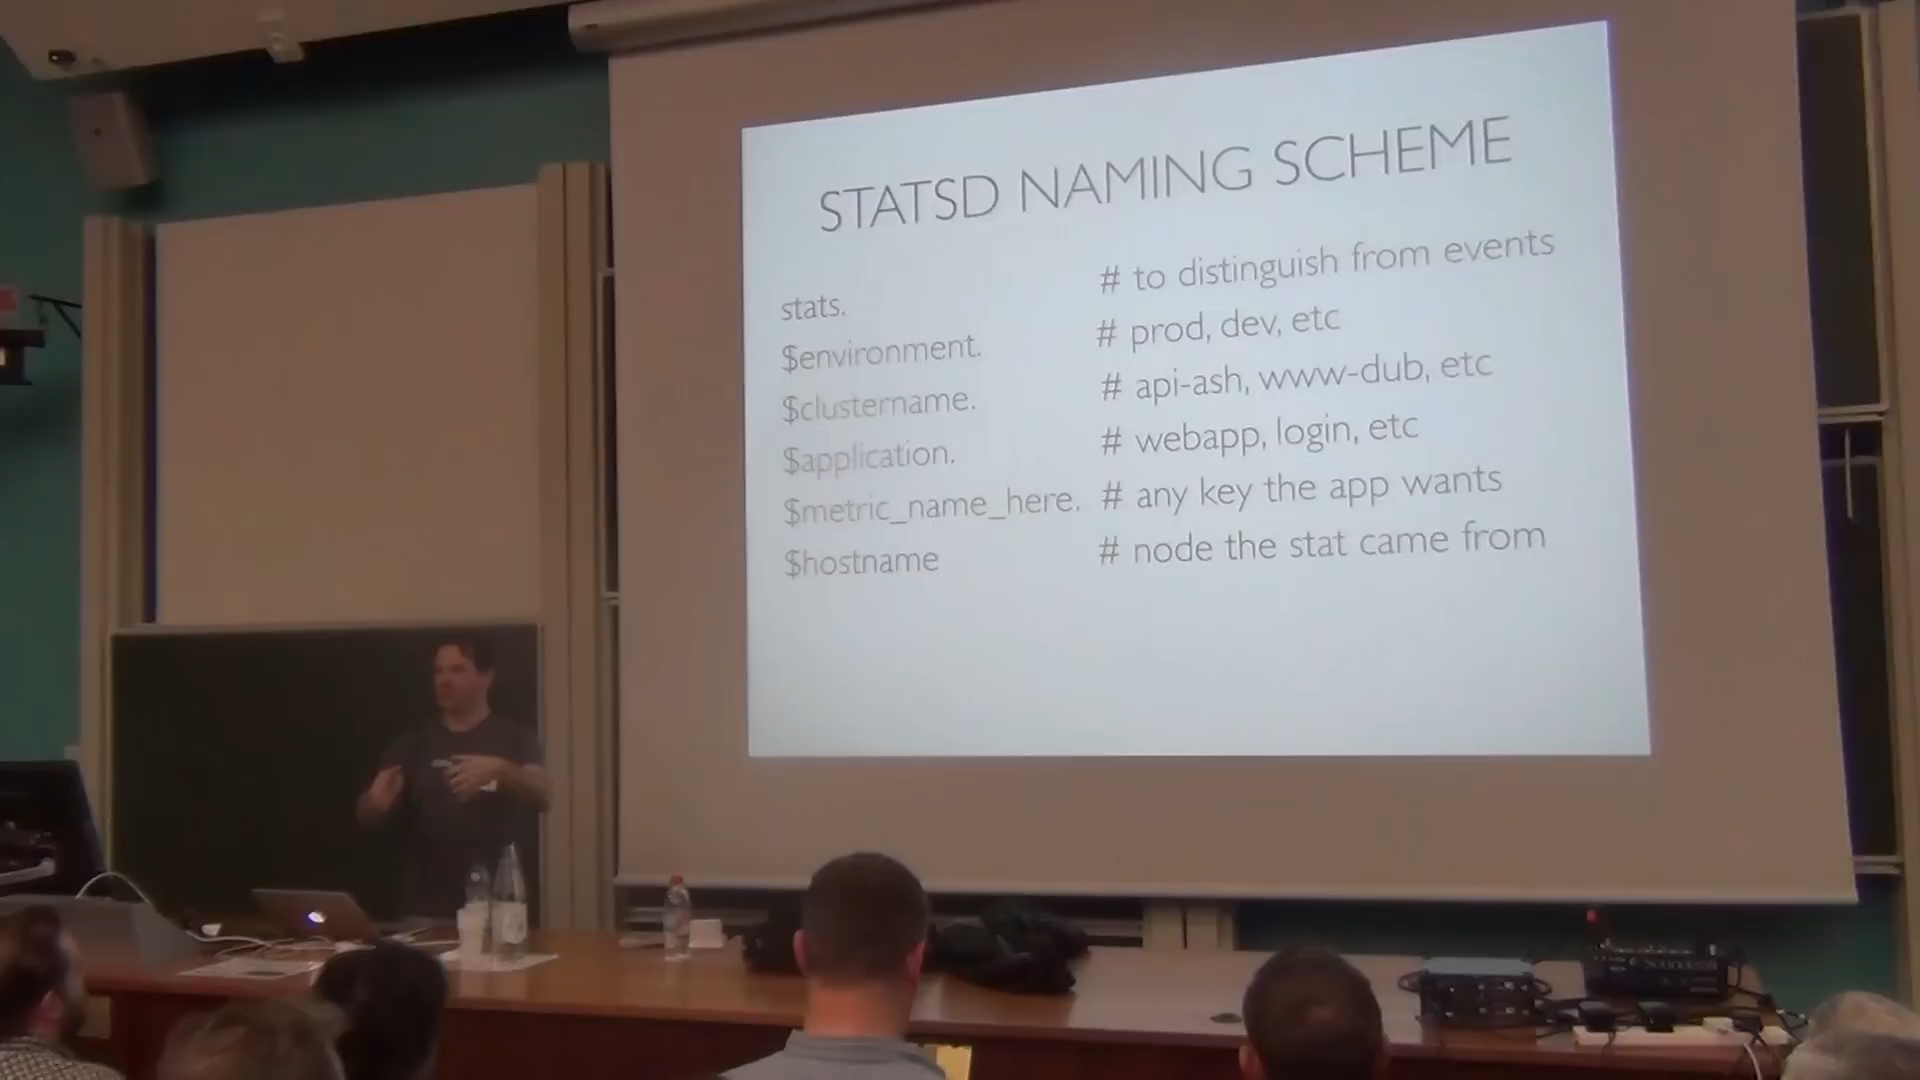 STATSD NAMING SCHEME
stats. # to distinguish from events
$environment. # prod, dev, etc
$clustername. # api-ash, www-dub, etc
$application. # webapp, login, etc
$metric_name_here. # any key the app wants
$hostname # node the stat came from